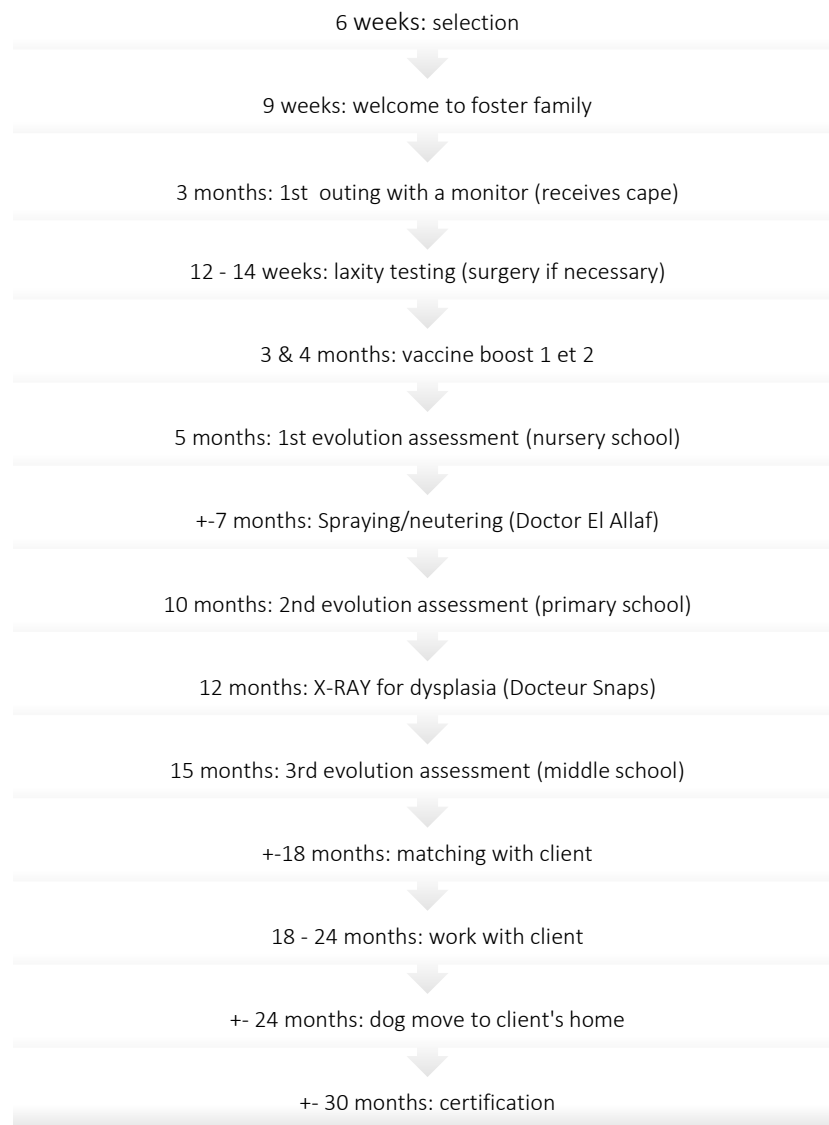 6 weeks: selection
9 weeks: welcome to foster family
3 months: 1st  outing with a monitor (receives cape)
12 - 14 weeks: laxity testing (surgery if necessary)
3 & 4 months: vaccine boost 1 et 2
5 months: 1st evolution assessment (nursery school)
+-7 months: Spraying/neutering (Doctor El Allaf)
10 months: 2nd evolution assessment (primary school)
12 months: X-RAY for dysplasia (Docteur Snaps)
15 months: 3rd evolution assessment (middle school)
+-18 months: matching with client
18 - 24 months: work with client
+- 24 months: dog move to client's home
+- 30 months: certification